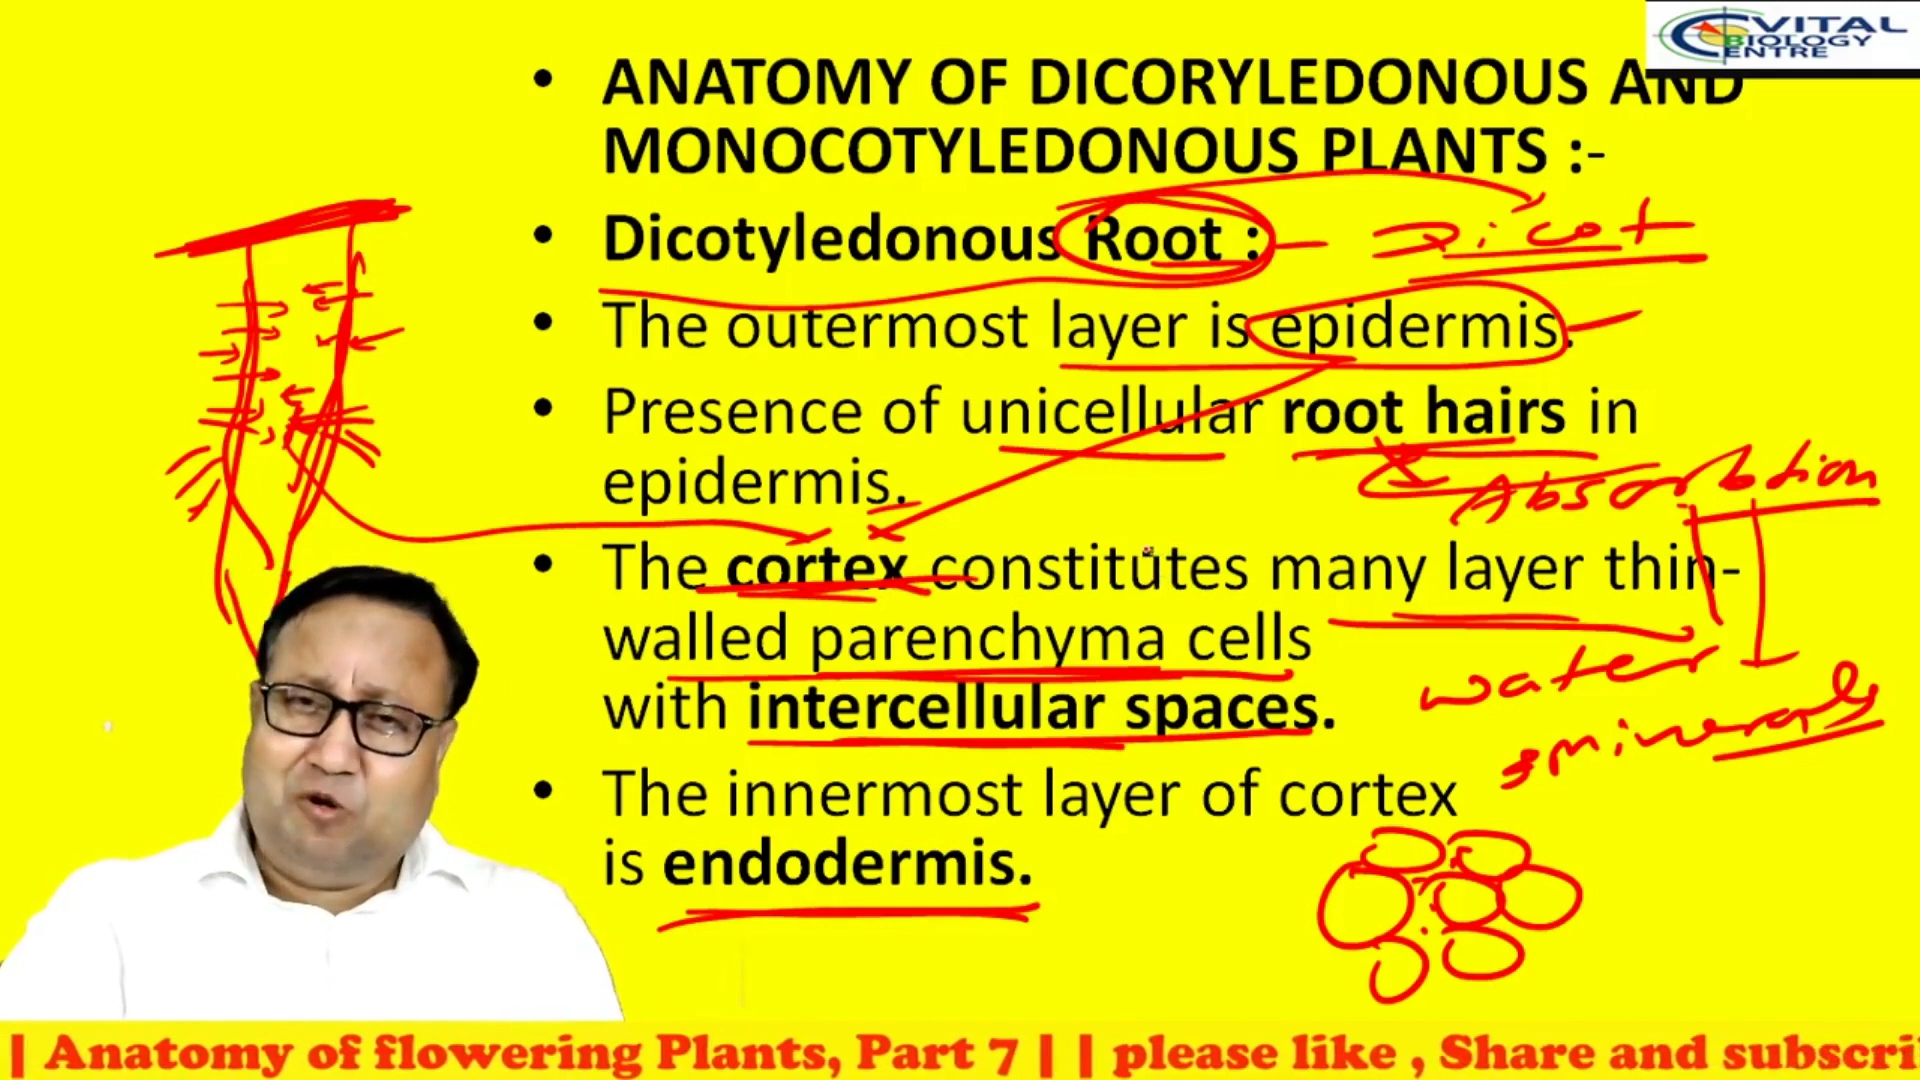 VITAL
BIOLOGY
CENTRE
• ANATOMY OF DICORYLEDONOUS AND
MONOCOTYLEDONOUS PLANTS :-
• Dicotyledonous Root :
Dicot
• The outermost layer is epidermis.
• Presence of unicellular root hairs in
epidermis.
Absorbtion
• The cortex constitutes many layer thin-
walled parenchyma cells
water
with intercellular spaces.
minerals
• The innermost layer of cortex
is endodermis.
| Anatomy of flowering Plants, Part 7 | | please like , Share and subscri